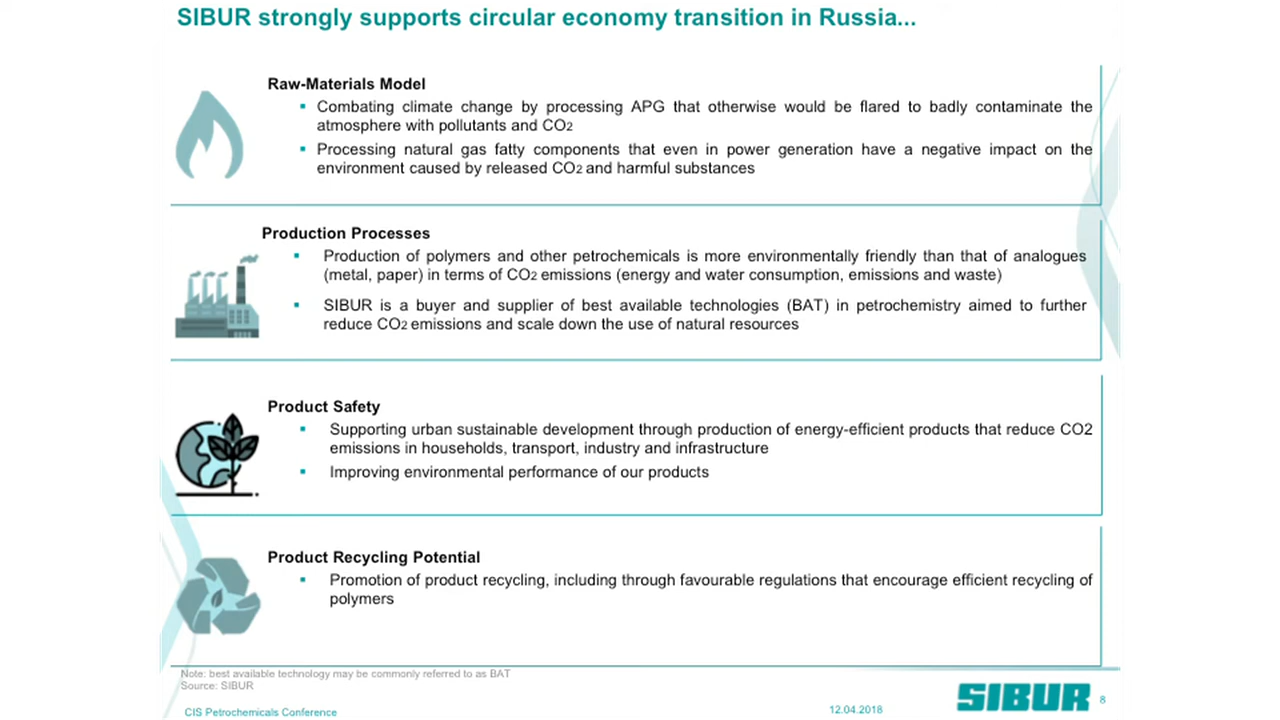 SIBUR strongly supports circular economy transition in Russia...
Raw-Materials Model
▪ Combating climate change by processing APG that otherwise would be flared to badly contaminate the
atmosphere with pollutants and CO2
▪ Processing natural gas fatty components that even in power generation have a negative impact on the
environment caused by released CO2 and harmful substances
Production Processes
▪ Production of polymers and other petrochemicals is more environmentally friendly than that of analogues
(metal, paper) in terms of CO2 emissions (energy and water consumption, emissions and waste)
▪ SIBUR is a buyer and supplier of best available technologies (BAT) in petrochemistry aimed to further
reduce CO2 emissions and scale down the use of natural resources
Product Safety
▪ Supporting urban sustainable development through production of energy-efficient products that reduce CO2
emissions in households, transport, industry and infrastructure
▪ Improving environmental performance of our products
Product Recycling Potential
▪ Promotion of product recycling, including through favourable regulations that encourage efficient recycling of
polymers
Note: best available technology may be commonly referred to as BAT
Source: SIBUR
CIS Petrochemicals Conference
12.04.2018
SIBUR
8